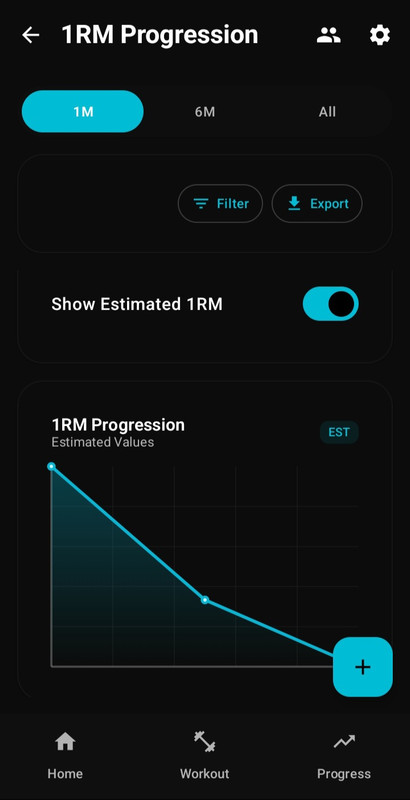 1RM Progression
1M
6M
All
Filter
Export
Show Estimated 1RM
1RM Progression
EST
Estimated Values
+
Home
Workout
Progress